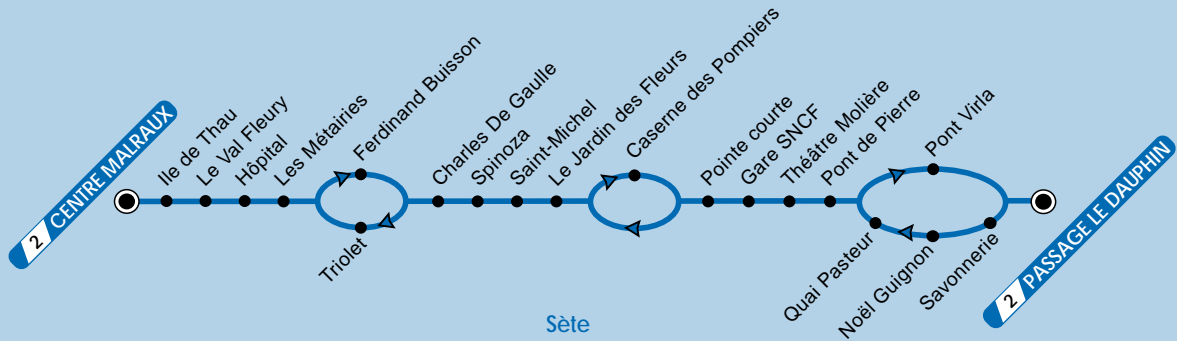 2 CENTRE MALRAUX
Ile de Thau
Le Val Fleury
Hôpital
Les Métairies
Ferdinand Buisson
Triolet
Charles De Gaulle
Spinoza
Saint-Michel
Le Jardin des Fleurs
Caserne des Pompiers
Pointe courte
Gare SNCF
Théâtre Molière
Pont de Pierre
Pont Virla
Quai Pasteur
Noël Guignon
Savonnerie
2 PASSAGE LE DAUPHIN
Sète